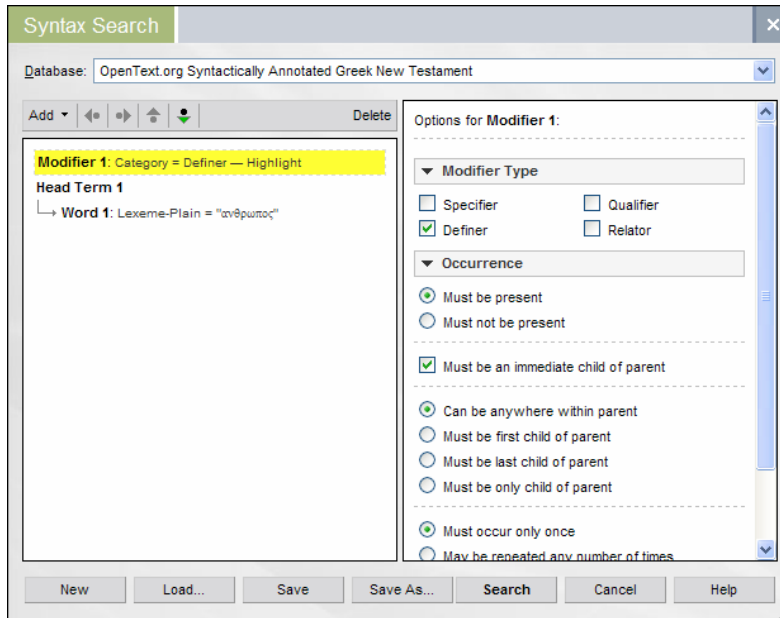 Syntax Search
Database: OpenText.org Syntactically Annotated Greek New Testament
Add Delete
Modifier 1: Category = Definer — Highlight
Head Term 1
Word 1: Lexeme-Plain = "ανθρωπος"
Options for Modifier 1:
Modifier Type
Specifier Qualifier
Definer Relator
Occurrence
Must be present
Must not be present
Must be an immediate child of parent
Can be anywhere within parent
Must be first child of parent
Must be last child of parent
Must be only child of parent
Must occur only once
May be repeated any number of times
New Load... Save Save As... Search Cancel Help